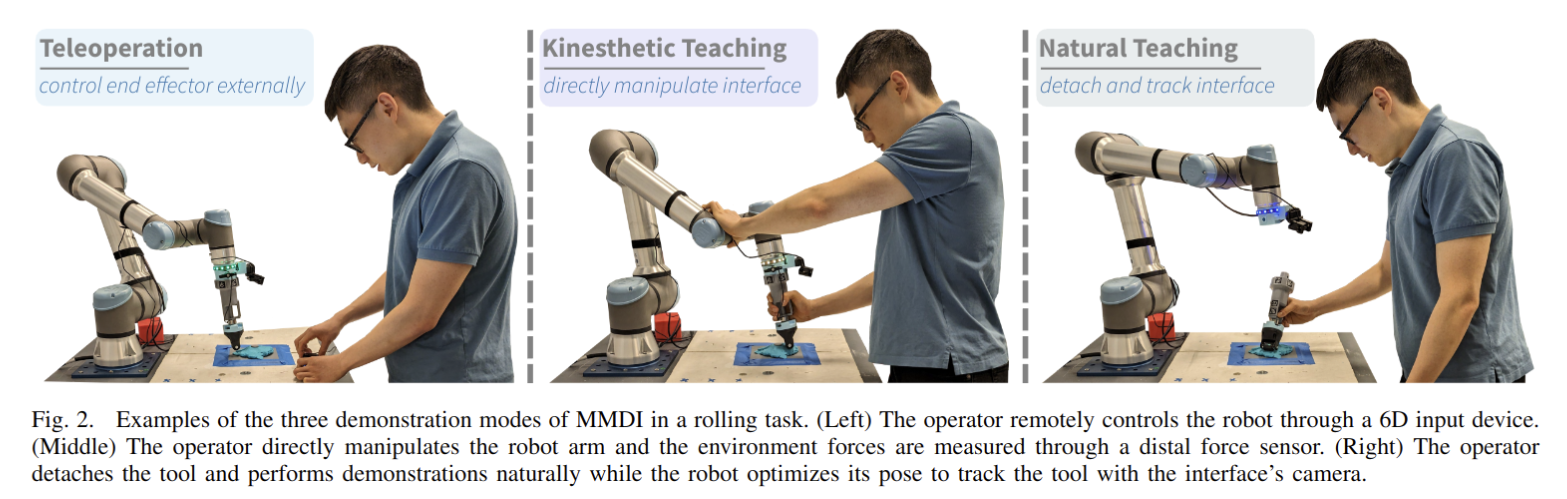 Teleoperation
control end effector externally
Kinesthetic Teaching
directly manipulate interface
Natural Teaching
detach and track interface
Fig. 2. Examples of the three demonstration modes of MMDI in a rolling task. (Left) The operator remotely controls the robot through a 6D input device.
(Middle) The operator directly manipulates the robot arm and the environment forces are measured through a distal force sensor. (Right) The operator
detaches the tool and performs demonstrations naturally while the robot optimizes its pose to track the tool with the interface's camera.